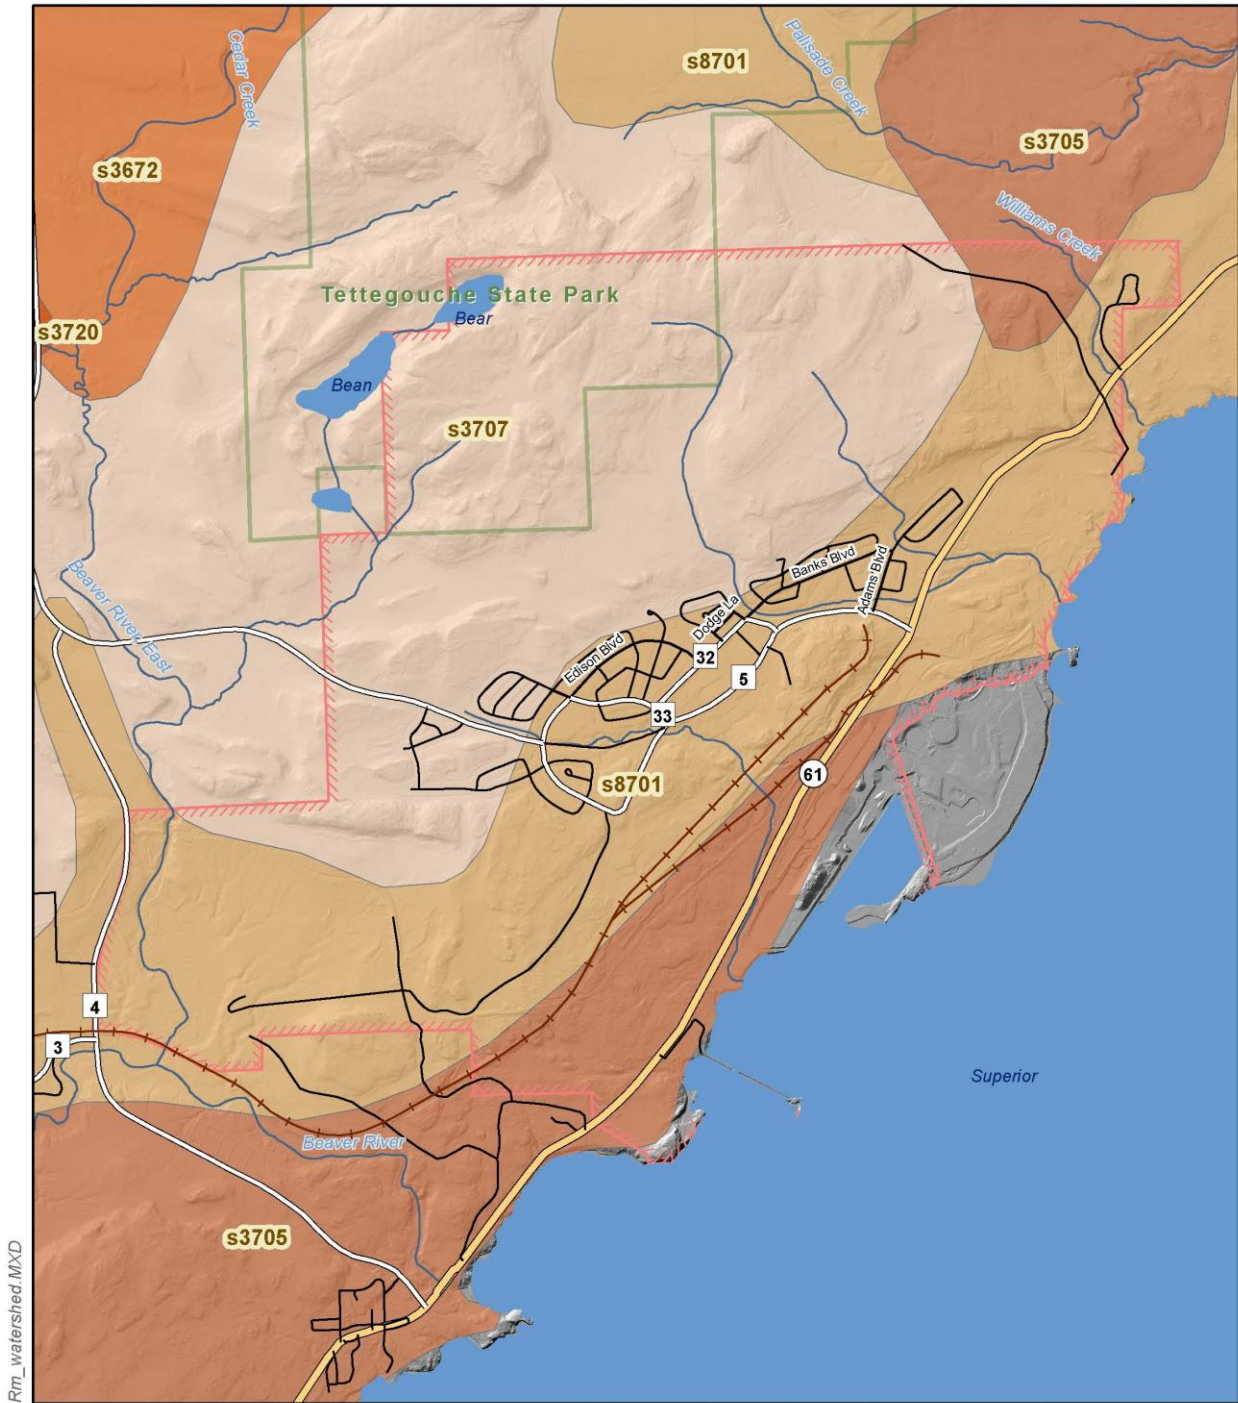 Cedar Creek
s8701
Palisade Creek
s3705
s3672
Williams Creek
Tettegouche State Park
Bear
s3720
Bean
s3707
Banks Blvd
Adams Blvd
Beaver River, East
Dodge La
Edison Blvd
32
5
33
61
s8701
4
3
Superior
Beaver River
s3705
Rm_watershed.MXD